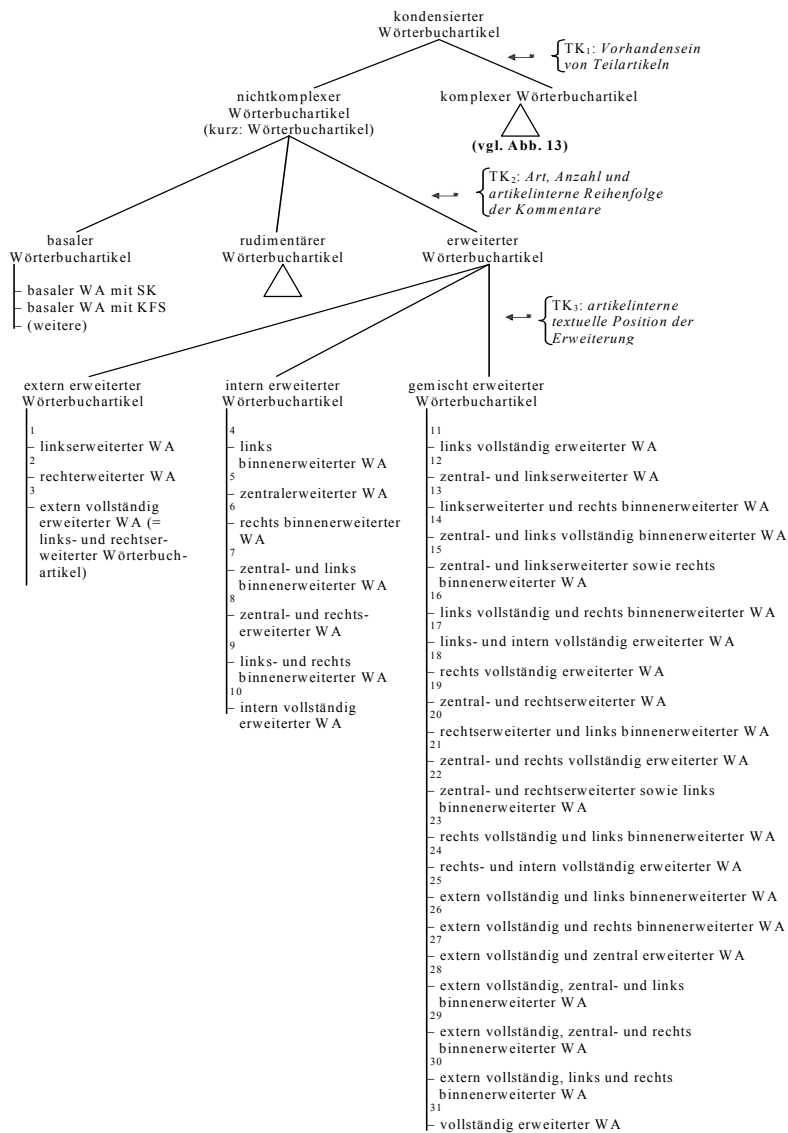 kondensierter
Wörterbuchartikel
TK1: Vorhandensein
von Teilartikeln
nichtkomplexer
Wörterbuchartikel
(kurz: Wörterbuchartikel)
komplexer Wörterbuchartikel
(vgl. Abb. 13)
TK2: Art, Anzahl und
artikelinterne Reihenfolge
der Kommentare
basaler
Wörterbuchartikel
rudimentärer
Wörterbuchartikel
erweiterter
Wörterbuchartikel
– basaler WA mit SK
– basaler WA mit KFS
– (weitere)
TK3: artikelinterne
textuelle Position der
Erweiterung
extern erweiterter
Wörterbuchartikel
1
– linkserweiterter WA
2
– rechterweiterter WA
3
– extern vollständig
erweiterter WA (=
links- und rechtser-
weiterter Wörterbuch-
artikel)
intern erweiterter
Wörterbuchartikel
4
– links
binnenerweiterter WA
5
– zentralerweiterter WA
6
– rechts binnenerweiterter
WA
7
– zentral- und links
binnenerweiterter WA
8
– zentral- und rechts-
erweiterter WA
9
– links- und rechts
binnenerweiterter WA
10
– intern vollständig
erweiterter WA
gemischt erweiterter
Wörterbuchartikel
11
– links vollständig erweiterter WA
12
– zentral- und linkserweiterter WA
13
– linkserweiterter und rechts binnenerweiterter WA
14
– zentral- und links vollständig binnenerweiterter WA
15
– zentral- und linkserweiterter sowie rechts
binnenerweiterter WA
16
– links vollständig und rechts binnenerweiterter WA
17
– links- und intern vollständig erweiterter WA
18
– rechts vollständig erweiterter WA
19
– zentral- und rechtserweiterter WA
20
– rechtserweiterter und links binnenerweiterter WA
21
– zentral- und rechts vollständig erweiterter WA
22
– zentral- und rechtserweiterter sowie links
binnenerweiterter WA
23
– rechts vollständig und links binnenerweiterter WA
24
– rechts- und intern vollständig erweiterter WA
25
– extern vollständig und links binnenerweiterter WA
26
– extern vollständig und rechts binnenerweiterter WA
27
– extern vollständig und zentral erweiterter WA
28
– extern vollständig, zentral- und links
binnenerweiterter WA
29
– extern vollständig, zentral- und rechts
binnenerweiterter WA
30
– extern vollständig, links und rechts
binnenerweiterter WA
31
– vollständig erweiterter WA